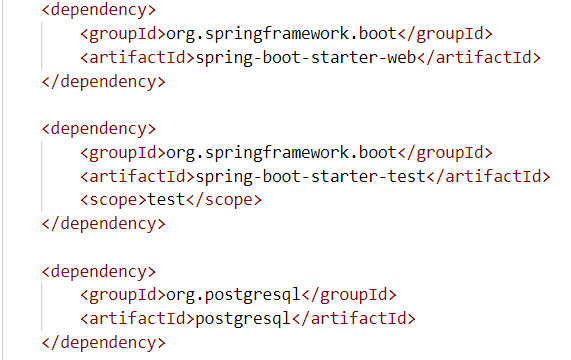 <dependency>
<groupId>org.springframework.boot</groupId>
<artifactId>spring-boot-starter-web</artifactId>
</dependency>
<dependency>
<groupId>org.springframework.boot</groupId>
<artifactId>spring-boot-starter-test</artifactId>
<scope>test</scope>
</dependency>
<dependency>
<groupId>org.postgresql</groupId>
<artifactId>postgresql</artifactId>
</dependency>